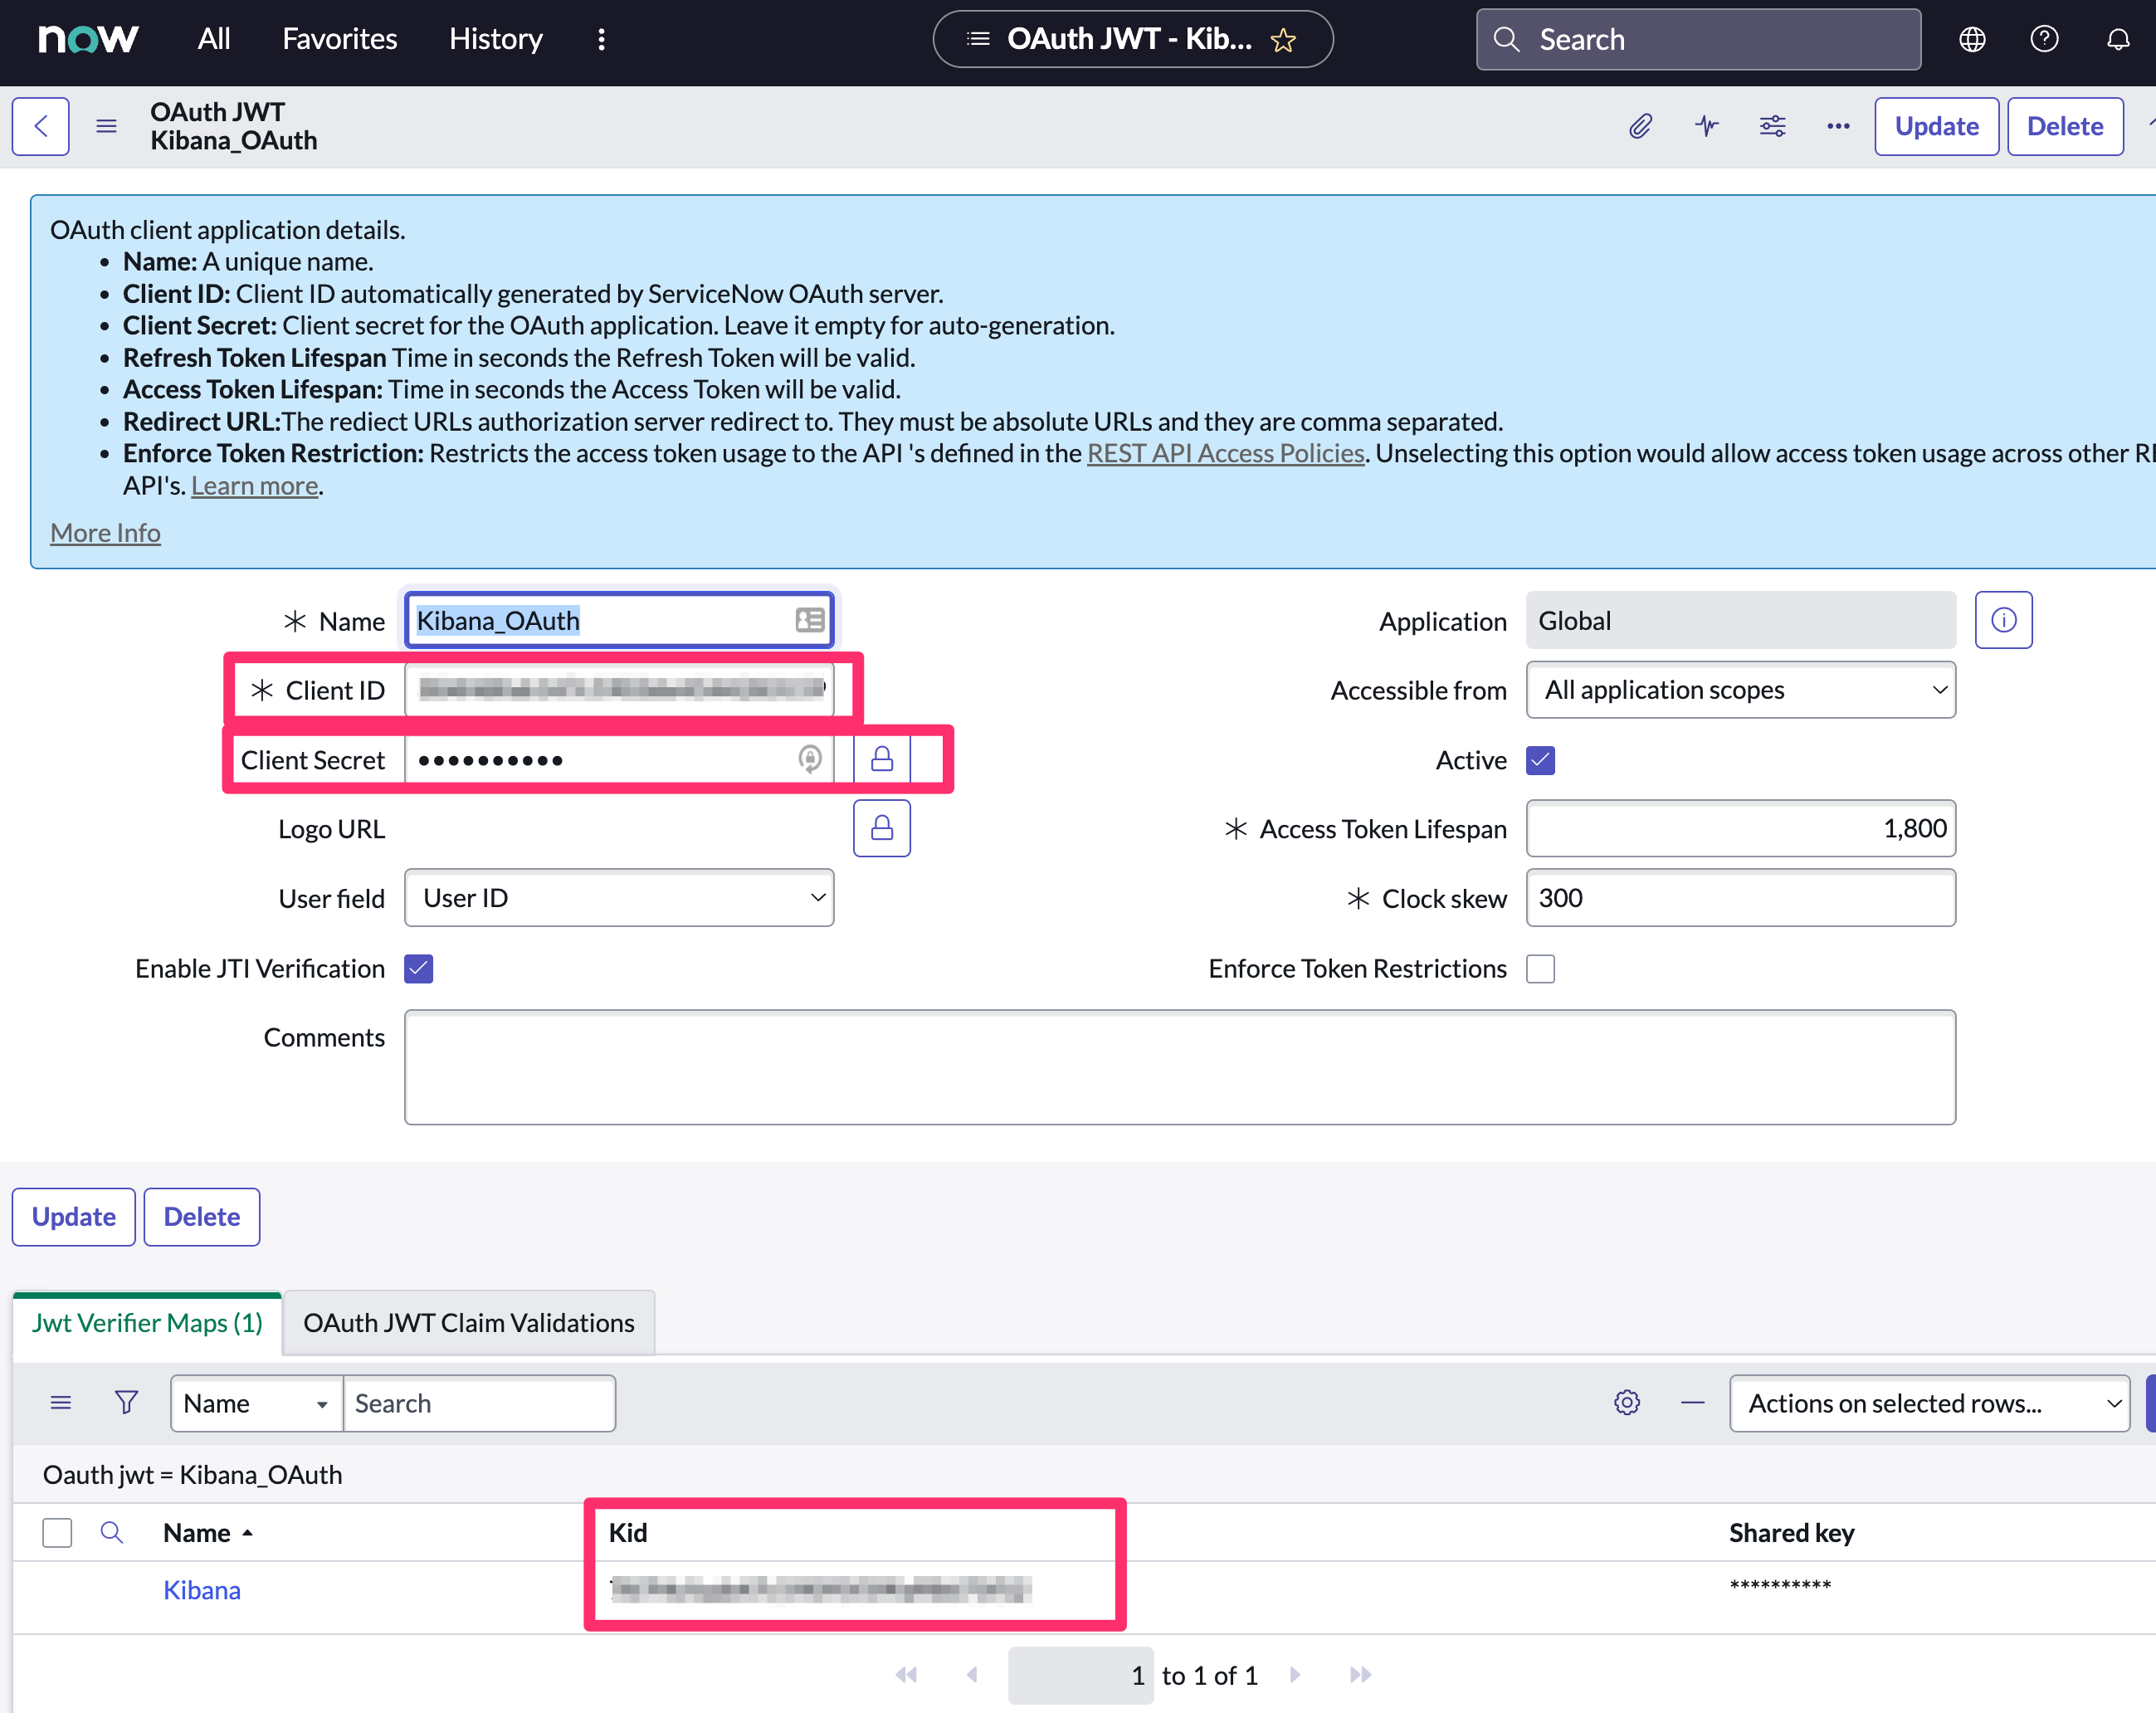 now All Favorites History OAuth JWT - Kib... Search
OAuth JWT
Kibana_OAuth
Update Delete
OAuth client application details.
Name: A unique name.
Client ID: Client ID automatically generated by ServiceNow OAuth server.
Client Secret: Client secret for the OAuth application. Leave it empty for auto-generation.
Refresh Token Lifespan Time in seconds the Refresh Token will be valid.
Access Token Lifespan: Time in seconds the Access Token will be valid.
Redirect URL:The rediect URLs authorization server redirect to. They must be absolute URLs and they are comma separated.
Enforce Token Restriction: Restricts the access token usage to the API 's defined in the REST API Access Policies. Unselecting this option would allow access token usage across other
API's. Learn more.
More Info
* Name Kibana_OAuth Application Global
* Client ID Accessible from All application scopes
Client Secret •••••••••• Active
Logo URL * Access Token Lifespan 1,800
User field User ID * Clock skew 300
Enable JTI Verification Enforce Token Restrictions
Comments
Update Delete
Jwt Verifier Maps (1) OAuth JWT Claim Validations
Name Search Actions on selected rows...
Oauth jwt = Kibana_OAuth
Name Kid Shared key
Kibana **********
1 to 1 of 1